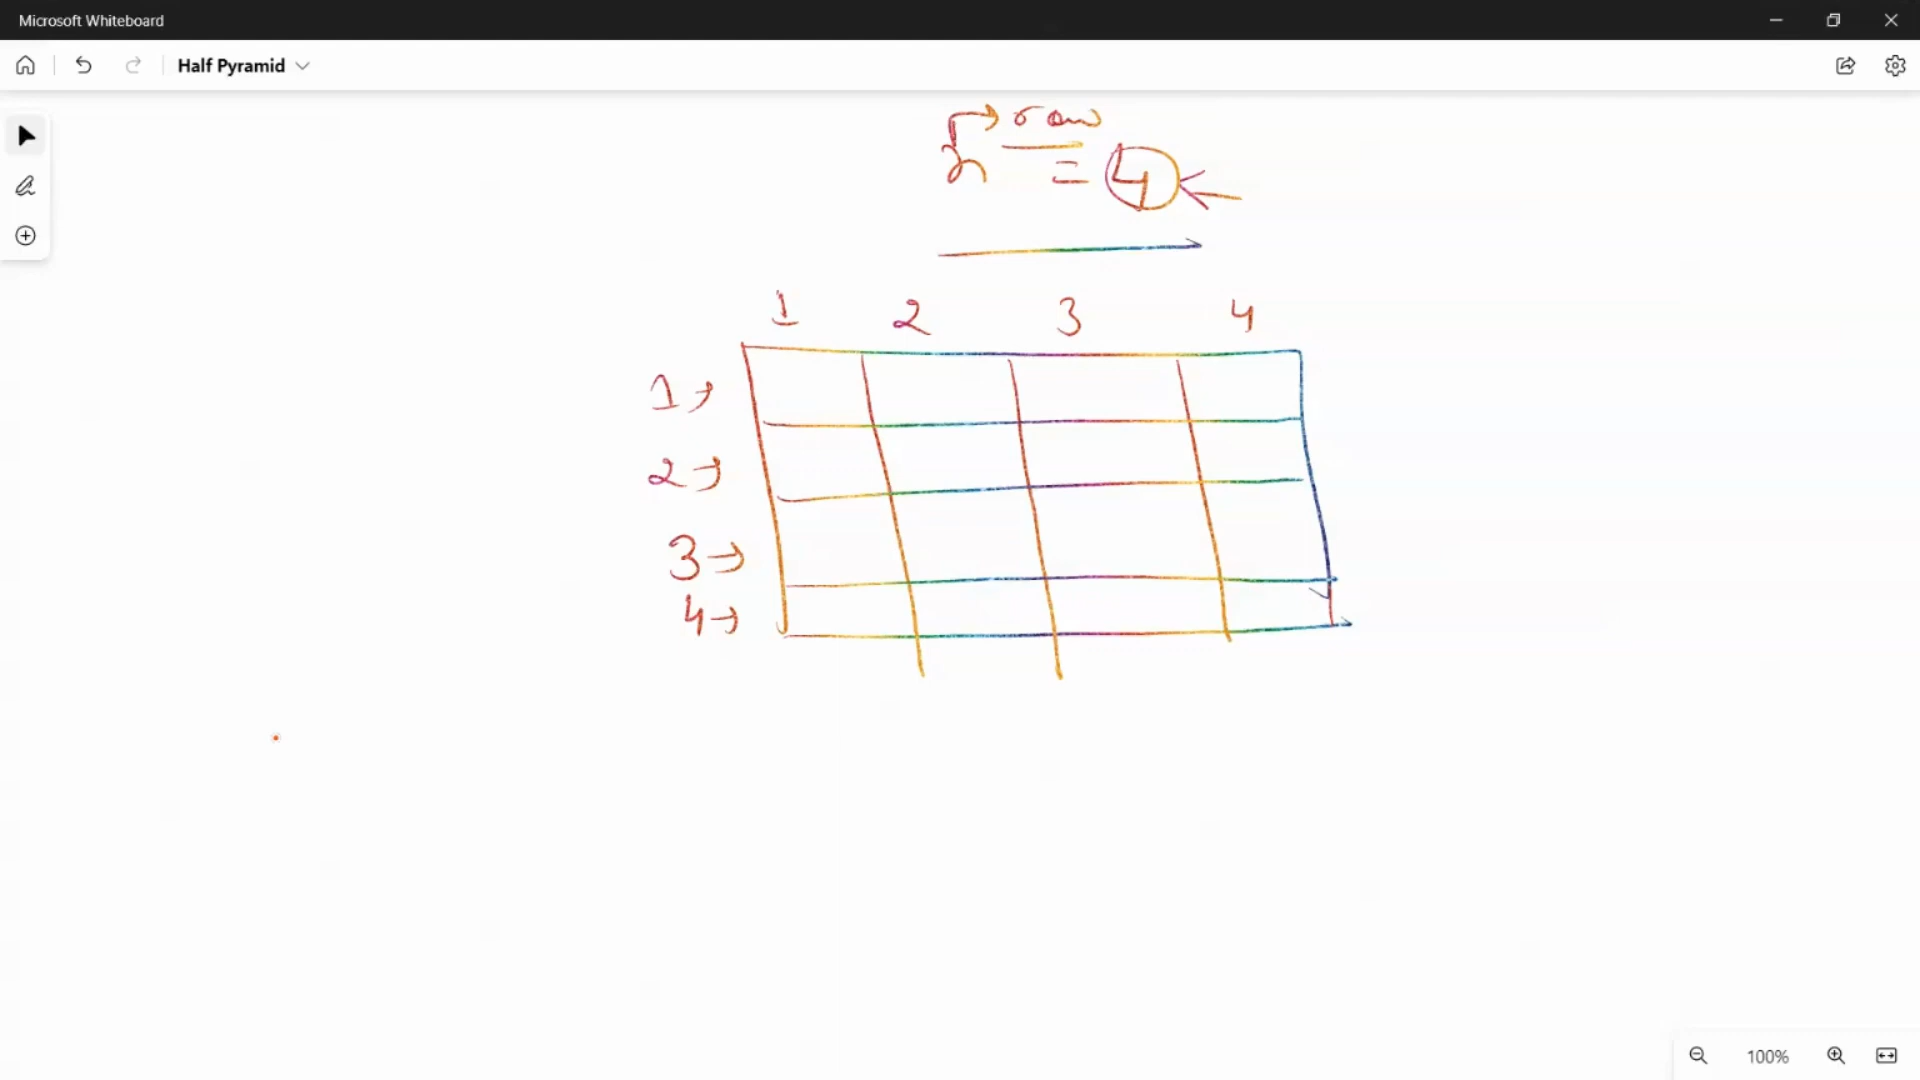 Microsoft Whiteboard
Half Pyramid
row
n = 4
1 2 3 4
1
2
3
4
100%